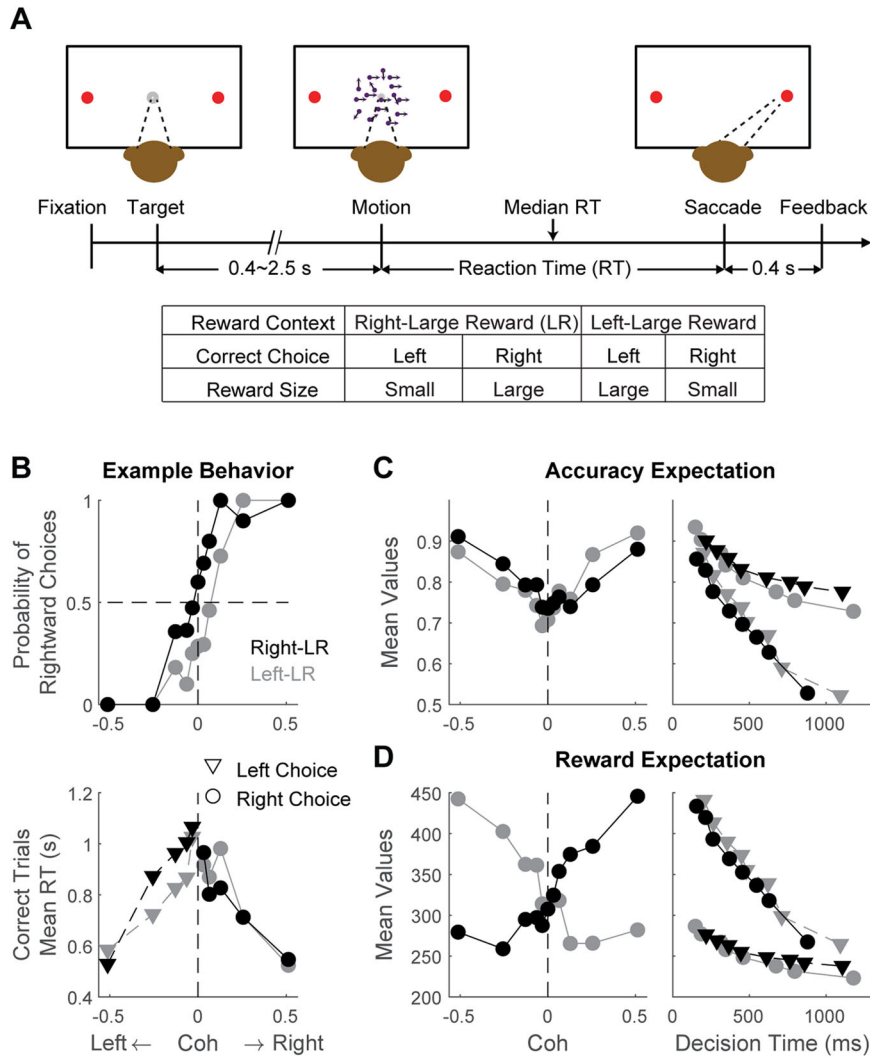 A
Fixation
Target
Motion
Median RT
Saccade
Feedback
0.4~2.5 s
Reaction Time (RT)
0.4 s
Reward Context Right-Large Reward (LR) Left-Large Reward
Correct Choice Left Right Left Right
Reward Size Small Large Large Small
B
Example Behavior
Probability of
Rightward Choices
1
0.5
0
Right-LR
Left-LR
-0.5 0 0.5
Left Choice
Right Choice
Correct Trials
Mean RT (s)
1.2
1
0.8
0.6
0.4
-0.5 0 0.5
Left ← Coh → Right
C
Accuracy Expectation
Mean Values
0.9
0.8
0.7
0.6
0.5
-0.5 0 0.5
0 500 1000
D
Reward Expectation
Mean Values
450
400
350
300
250
200
-0.5 0 0.5
0 500 1000
Coh
Decision Time (ms)